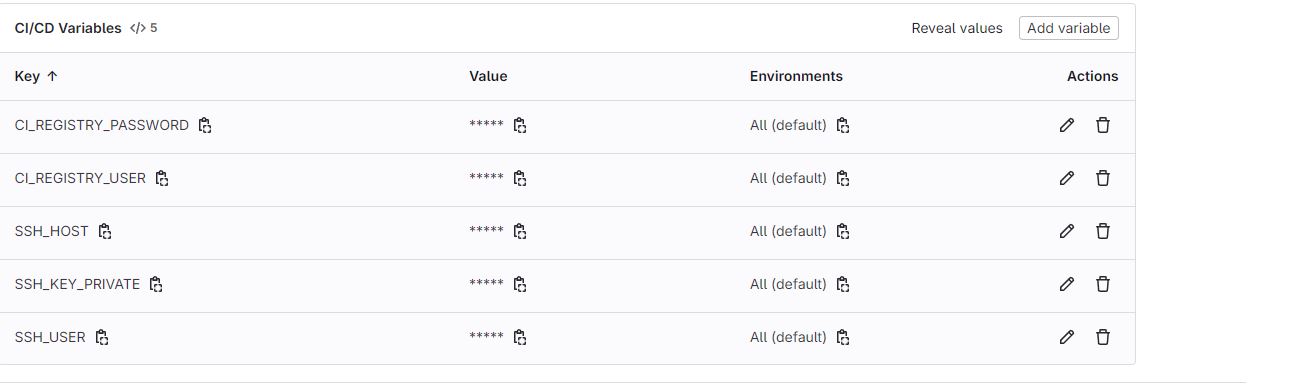 CI/CD Variables </> 5 Reveal values Add variable
Key ↑ Value Environments Actions
CI_REGISTRY_PASSWORD ***** All (default)
CI_REGISTRY_USER ***** All (default)
SSH_HOST ***** All (default)
SSH_KEY_PRIVATE ***** All (default)
SSH_USER ***** All (default)